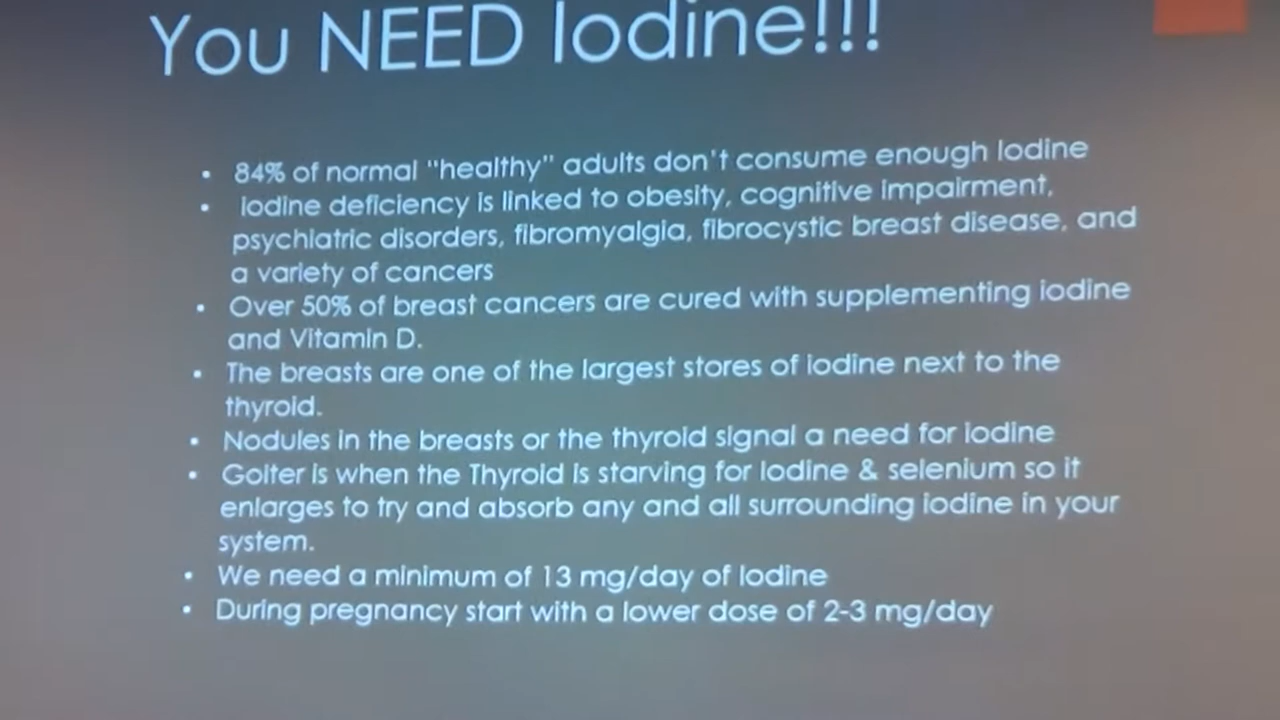 You NEED Iodine!!!
• 84% of normal "healthy" adults don't consume enough Iodine
• Iodine deficiency is linked to obesity, cognitive impairment,
psychiatric disorders, fibromyalgia, fibrocystic breast disease, and
a variety of cancers
• Over 50% of breast cancers are cured with supplementing iodine
and Vitamin D.
• The breasts are one of the largest stores of iodine next to the
thyroid.
• Nodules in the breasts or the thyroid signal a need for iodine
• Goiter is when the Thyroid is starving for Iodine & selenium so it
enlarges to try and absorb any and all surrounding iodine in your
system.
• We need a minimum of 13 mg/day of Iodine
• During pregnancy start with a lower dose of 2-3 mg/day